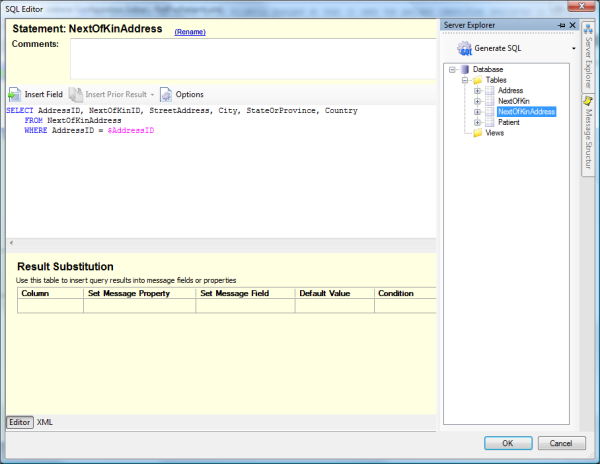 SQL Editor
Statement: NextOfKinAddress (Rename)
Comments:
Insert Field Insert Prior Result Options
SELECT AddressID, NextOfKinID, StreetAddress, City, StateOrProvince, Country
FROM NextOfKinAddress
WHERE AddressID = $AddressID
Result Substitution
Use this table to insert query results into message fields or properties
Column Set Message Property Set Message Field Default Value Condition
Editor XML
Server Explorer
Generate SQL
Database
Tables
Address
NextOfKin
NextOfKinAddress
Patient
Views
Server Explorer
Message Structur
OK Cancel